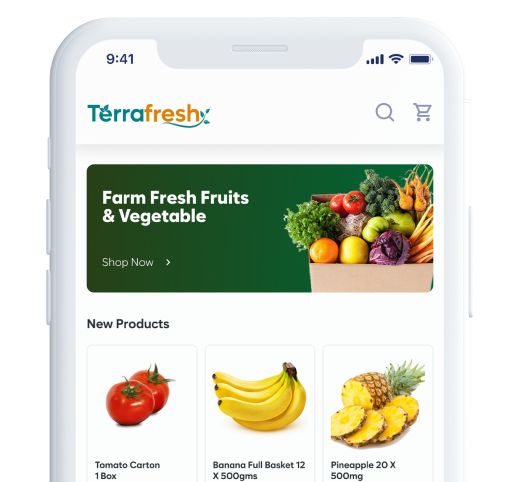 9:41
Terrafresh
Farm Fresh Fruits
& Vegetable
Shop Now
New Products
Tomato Carton
1 Box
Banana Full Basket 12
X 500gms
Pineapple 20 X
500mg